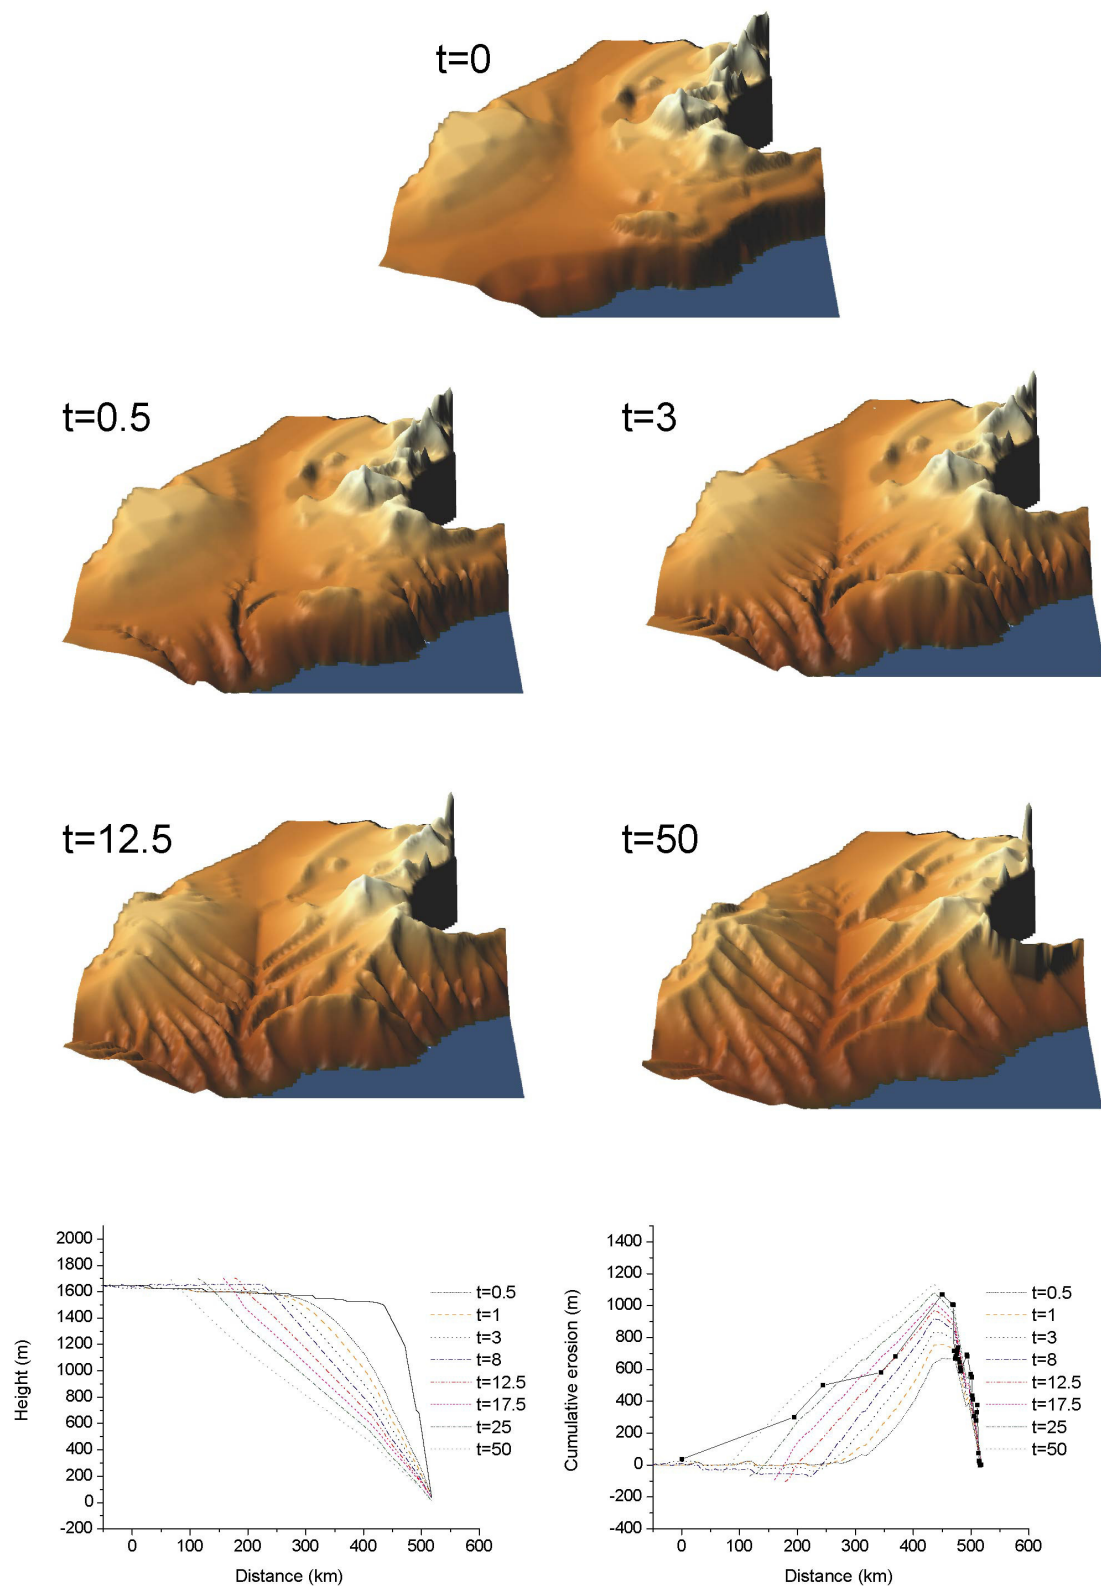 t=0
t=0.5
t=3
t=12.5
t=50
2000
1800
1600
1400
1200
1000
800
600
400
200
0
-200
Height (m)
0 100 200 300 400 500 600
Distance (km)
t=0.5
t=1
t=3
t=8
t=12.5
t=17.5
t=25
t=50
1400
1200
1000
800
600
400
200
0
-200
-400
Cumulative erosion (m)
0 100 200 300 400 500 600
Distance (km)
t=0.5
t=1
t=3
t=8
t=12.5
t=17.5
t=25
t=50